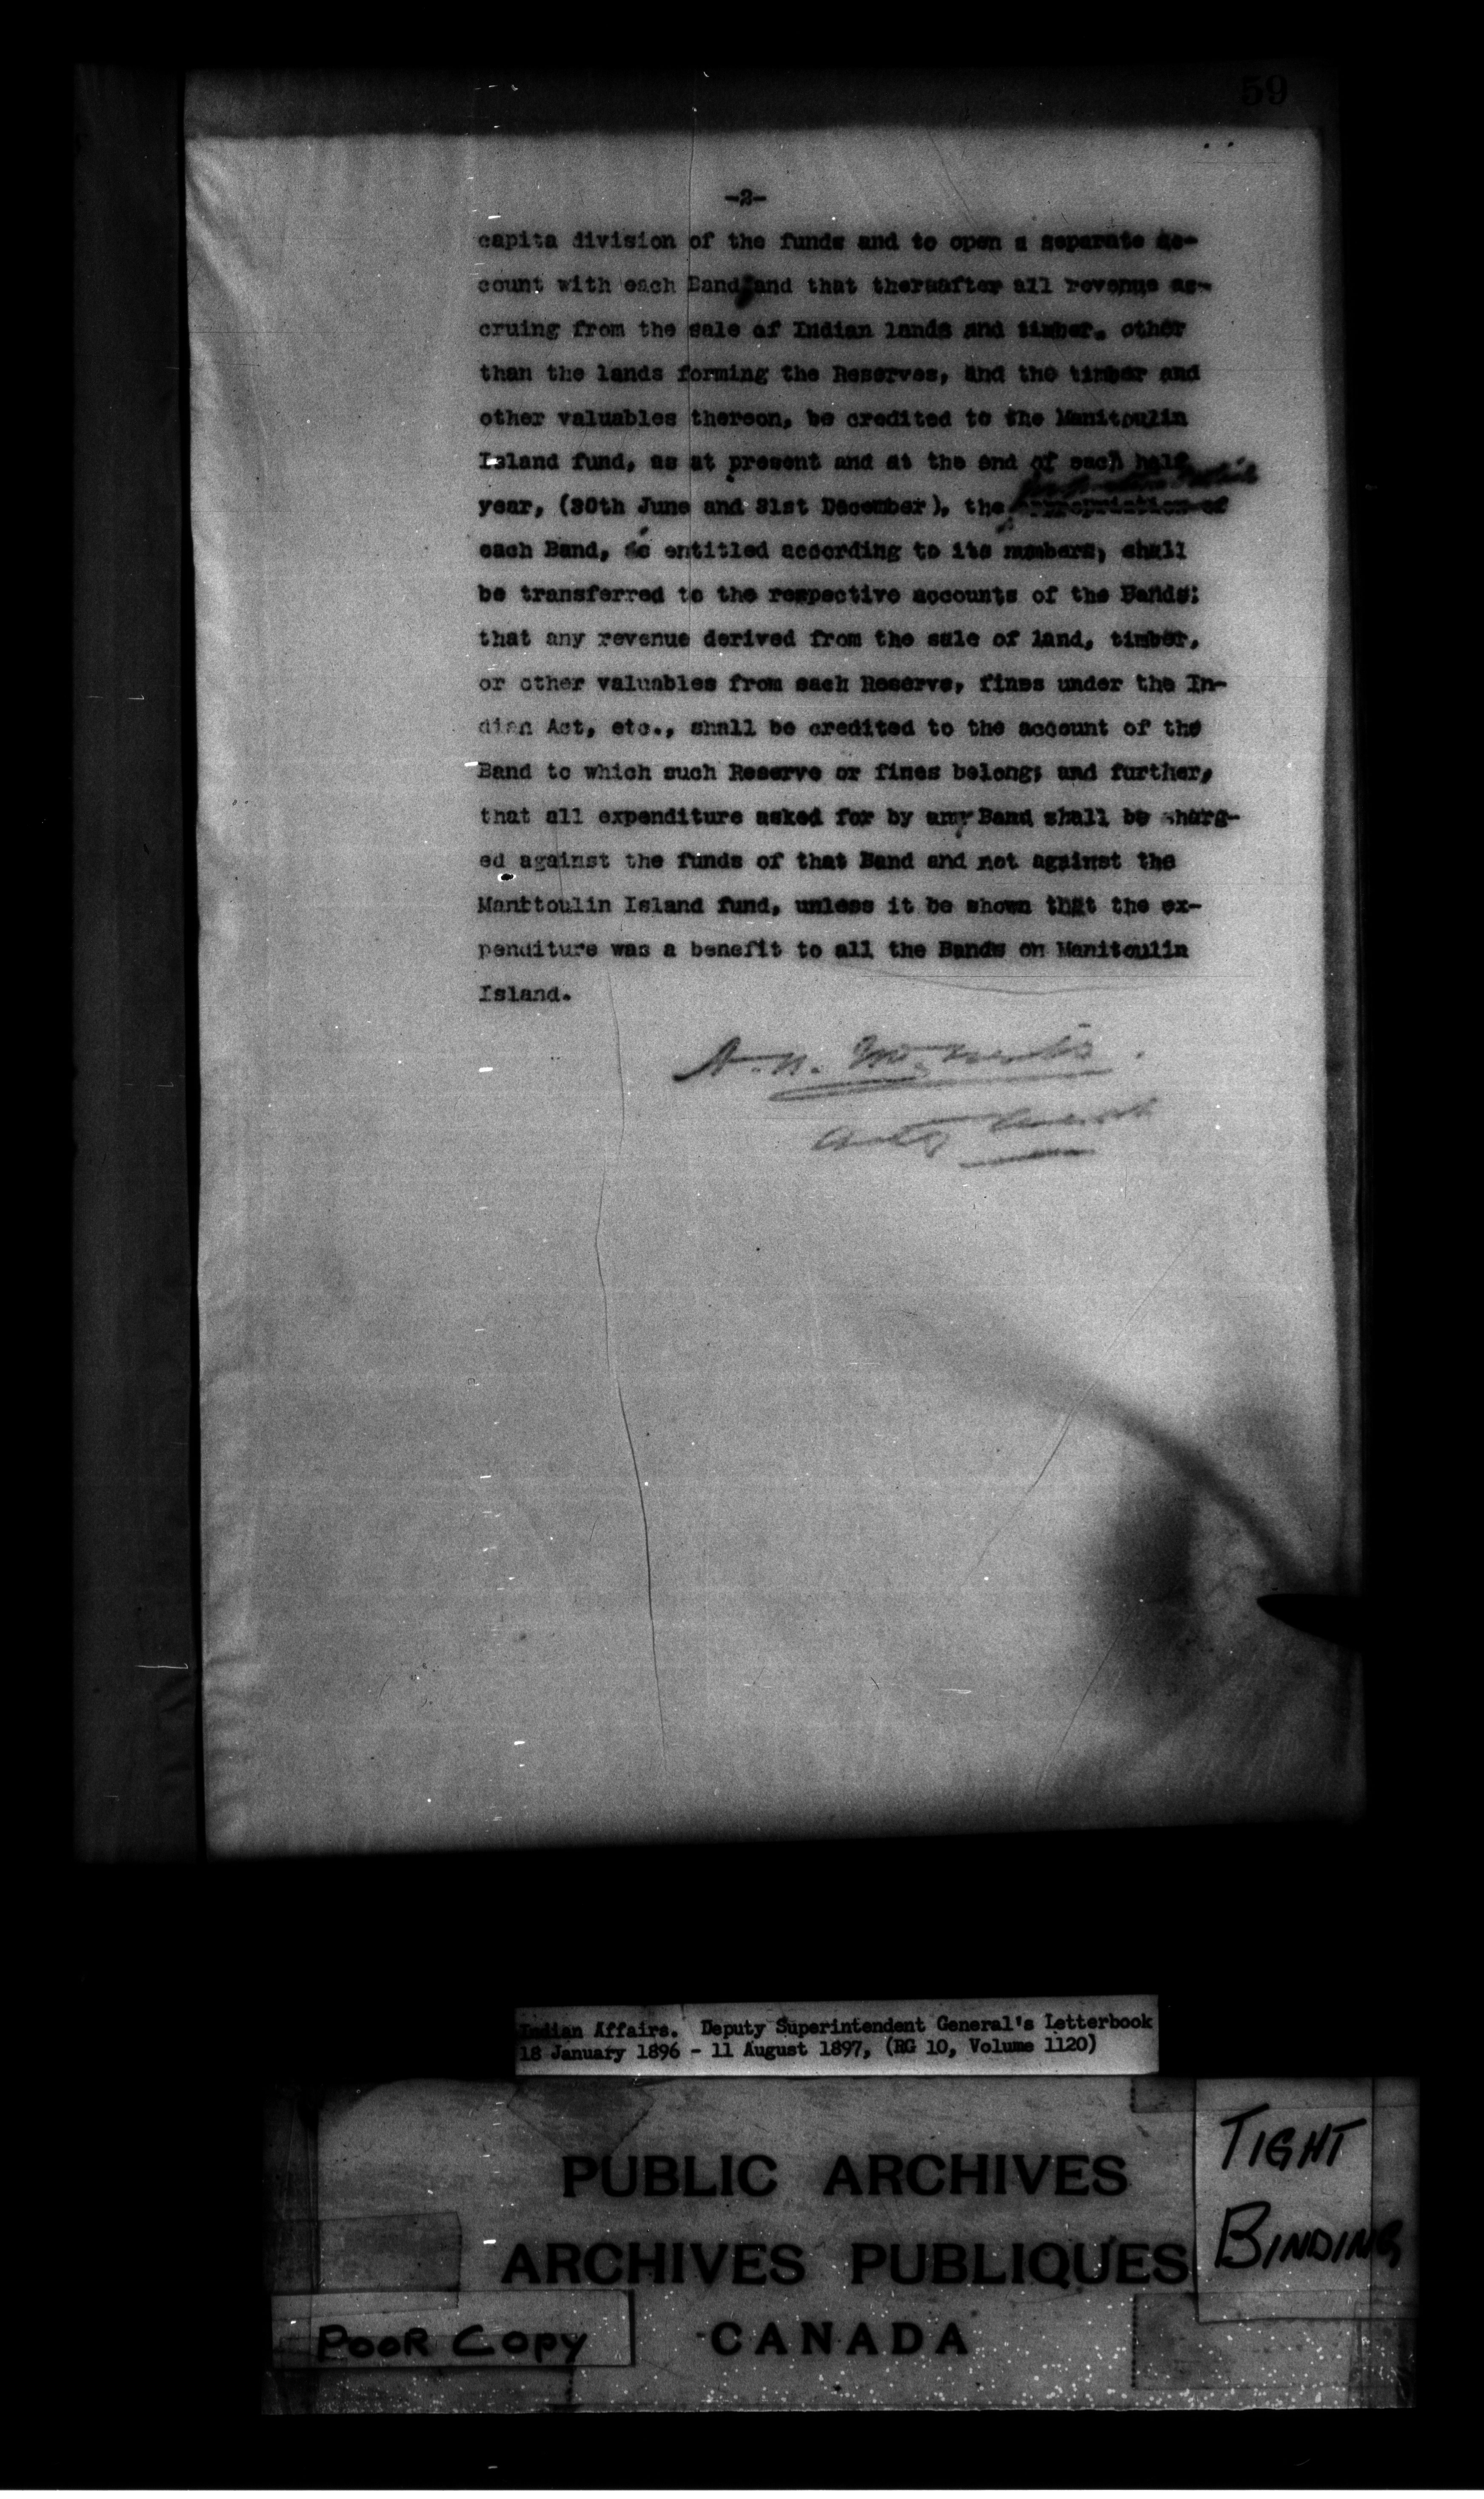 59
-2-
capita division of the funds and to open a separate ac-
count with each Band and that thereafter all revenue ac-
cruing from the sale of Indian lands and timber, other
than the lands forming the Reserves, and the timber and
other valuables thereon, be credited to the Manitoulin
Island fund, as at present and at the end of each half
year, (30th June and 31st December), the appropriation of
each Band, so entitled according to its numbers, shall
be transferred to the respective accounts of the Bands:
that any revenue derived from the sale of land, timber,
or other valuables from each Reserve, fines under the In-
dian Act, etc., shall be credited to the account of the
Band to which such Reserve or fines belong; and further,
that all expenditure asked for by any Band shall be charg-
ed against the funds of that Band and not against the
Manttoulin Island fund, unless it be shown that the ex-
penditure was a benefit to all the Bands on Manitoulin
Island.
A. N. McNeill.
Indian Affairs. Deputy Superintendent General's Letterbook
18 January 1896 - 11 August 1897, (RG 10, Volume 1120)
PUBLIC ARCHIVES
ARCHIVES PUBLIQUES
CANADA
TIGHT
BINDING
POOR COPY